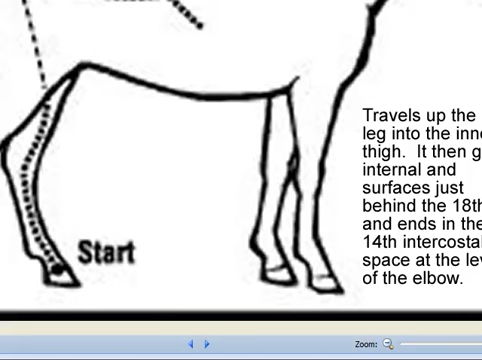 Travels up the
leg into the
thigh. It then
internal and
surfaces just
behind the 18th
and ends in the
14th
space at the
of the elbow.
Start
Zoom: